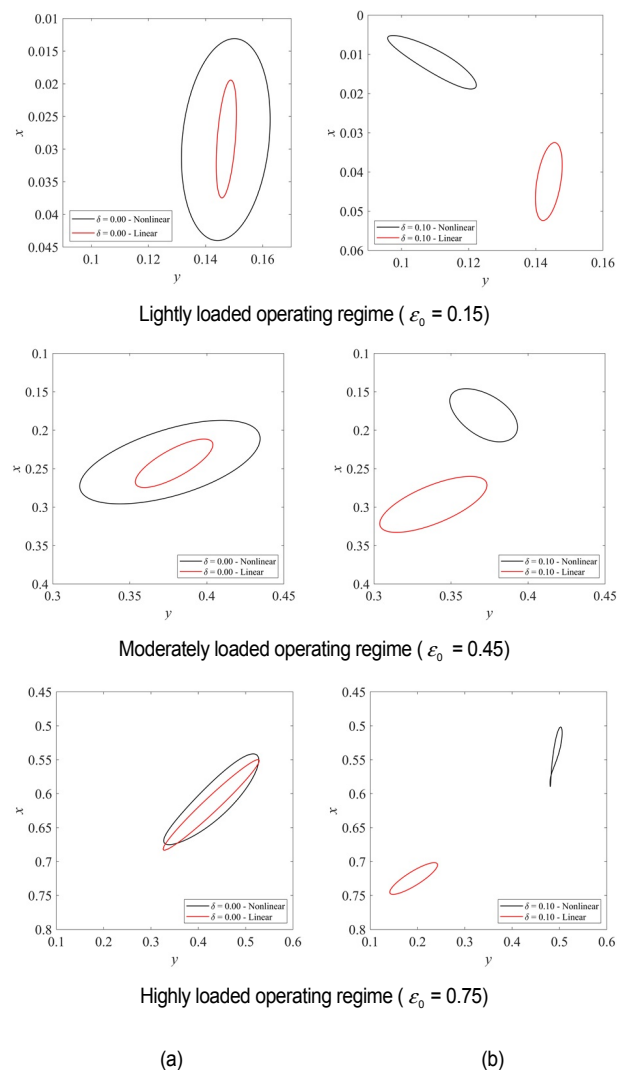 0.01
0.015
0.02
0.025
0.03
0.035
0.04
0.045
x
0.1
0.12
0.14
0.16
y
δ = 0.00 - Nonlinear
δ = 0.00 - Linear
0
0.01
0.02
0.03
0.04
0.05
0.06
x
0.1
0.12
0.14
0.16
y
δ = 0.10 - Nonlinear
δ = 0.10 - Linear
Lightly loaded operating regime ( ε₀ = 0.15)
0.1
0.15
0.2
0.25
0.3
0.35
0.4
x
0.3
0.35
0.4
0.45
y
δ = 0.00 - Nonlinear
δ = 0.00 - Linear
0.1
0.15
0.2
0.25
0.3
0.35
0.4
x
0.3
0.35
0.4
0.45
y
δ = 0.10 - Nonlinear
δ = 0.10 - Linear
Moderately loaded operating regime ( ε₀ = 0.45)
0.45
0.5
0.55
0.6
0.65
0.7
0.75
0.8
x
0.1
0.2
0.3
0.4
0.5
0.6
y
δ = 0.00 - Nonlinear
δ = 0.00 - Linear
0.45
0.5
0.55
0.6
0.65
0.7
0.75
0.8
x
0.1
0.2
0.3
0.4
0.5
0.6
y
δ = 0.10 - Nonlinear
δ = 0.10 - Linear
Highly loaded operating regime ( ε₀ = 0.75)
(a)
(b)